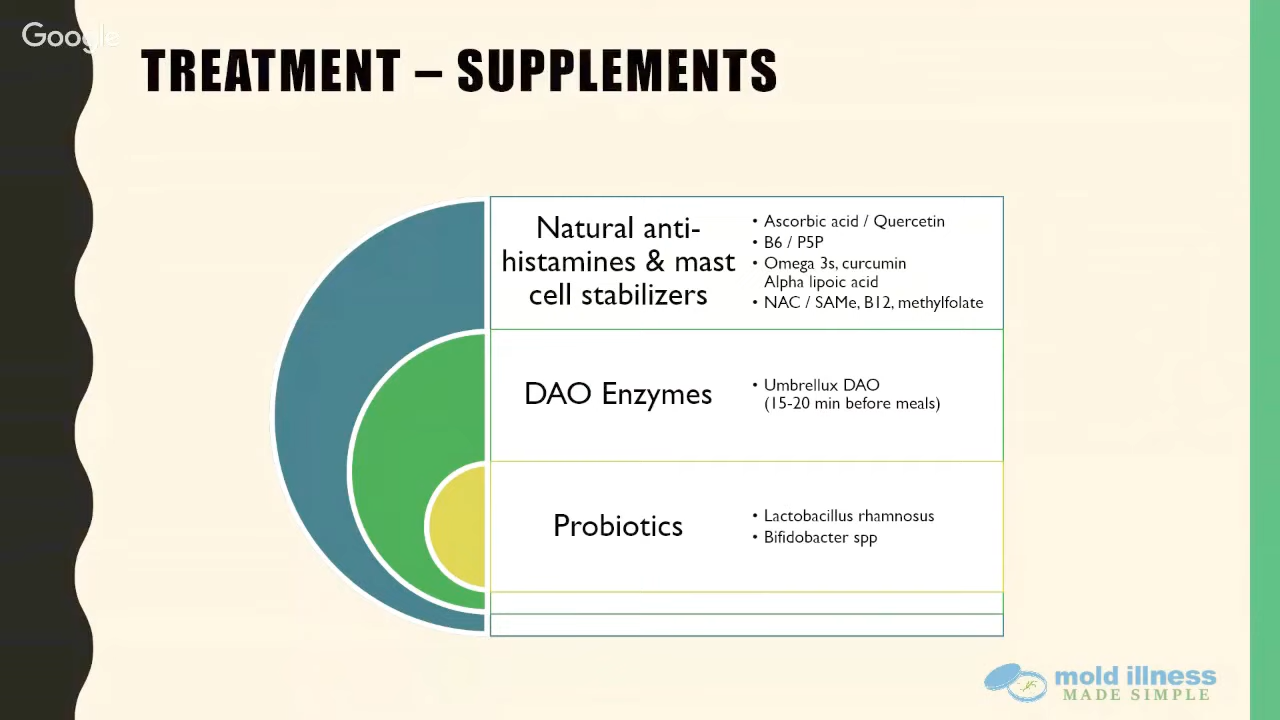 Google
TREATMENT – SUPPLEMENTS
Natural anti-
histamines & mast
cell stabilizers
• Ascorbic acid / Quercetin
• B6 / P5P
• Omega 3s, curcumin
Alpha lipoic acid
• NAC / SAMe, B12, methylfolate
DAO Enzymes
• Umbrellux DAO
(15-20 min before meals)
Probiotics
• Lactobacillus rhamnosus
• Bifidobacter spp
mold illness
MADE SIMPLE